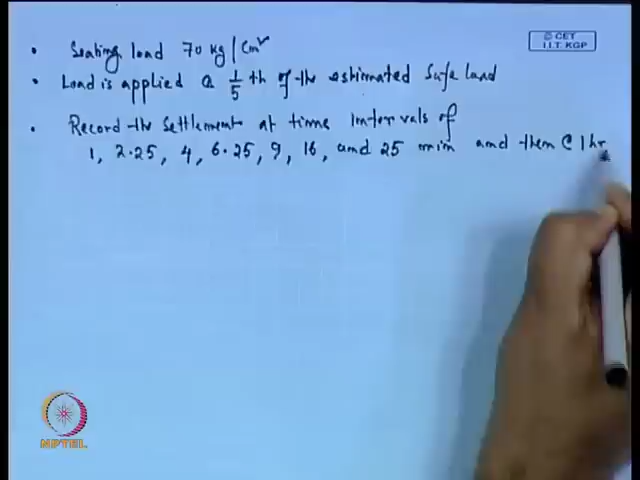 • Seating load 70 kg/cm²
• Load is applied @ 1/5 th of the estimated Safe load
• Record the Settlement at time Intervals of
1, 2.25, 4, 6.25, 9, 16, and 25 min and then @ 1 hr
© CET
I.I.T. KGP
NPTEL